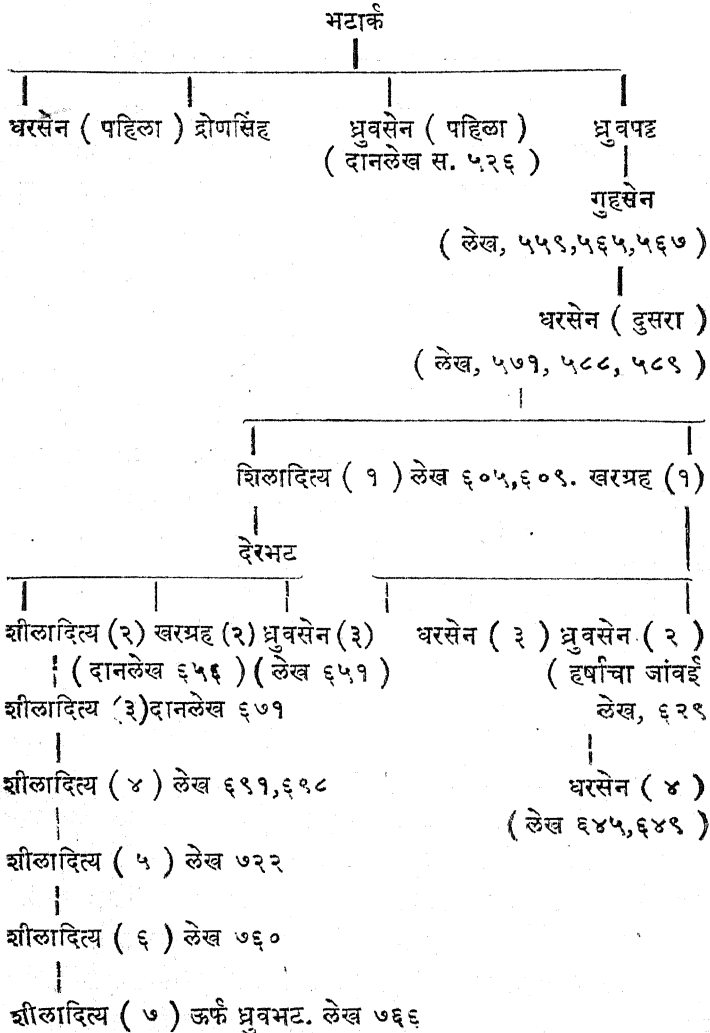 भटार्क
धरसेन ( पहिला ) द्रोणसिंह ध्रुवसेन ( पहिला ) ध्रुवपट्ट
( दानलेख स. ५२६ )
गुहसेन
( लेख, ५५९,५६५,५६७ )
धरसेन ( दुसरा )
( लेख, ५७१, ५८८, ५८९ )
शिलादित्य ( १ ) लेख ६०५,६०९. खरग्रह (१)
देरभट
शीलादित्य (२) खरग्रह (२) ध्रुवसेन (३) धरसेन ( ३ ) ध्रुवसेन ( २ )
( दानलेख ६५६ ) ( लेख ६५१ ) ( हर्षाचा जांवई
शीलादित्य (३)दानलेख ६७१ लेख, ६२९
शीलादित्य ( ४ ) लेख ६९१,६९८ धरसेन ( ४ )
( लेख ६४५,६४९ )
शीलादित्य ( ५ ) लेख ७२२
शीलादित्य ( ६ ) लेख ७६०
शीलादित्य ( ७ ) ऊर्फ ध्रुवभट. लेख ७६६